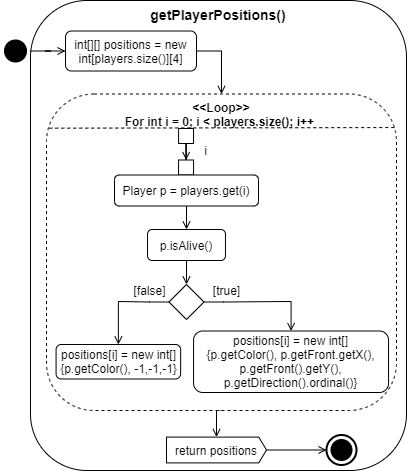 getPlayerPositions()
int[][] positions = new
int[players.size()][4]
<<Loop>>
For int i = 0; i < players.size(); i++
i
Player p = players.get(i)
p.isAlive()
[false]
[true]
positions[i] = new int[]
{p.getColor(), -1,-1,-1}
positions[i] = new int[]
{p.getColor(), p.getFront.getX(),
p.getFront().getY(),
p.getDirection().ordinal()}
return positions